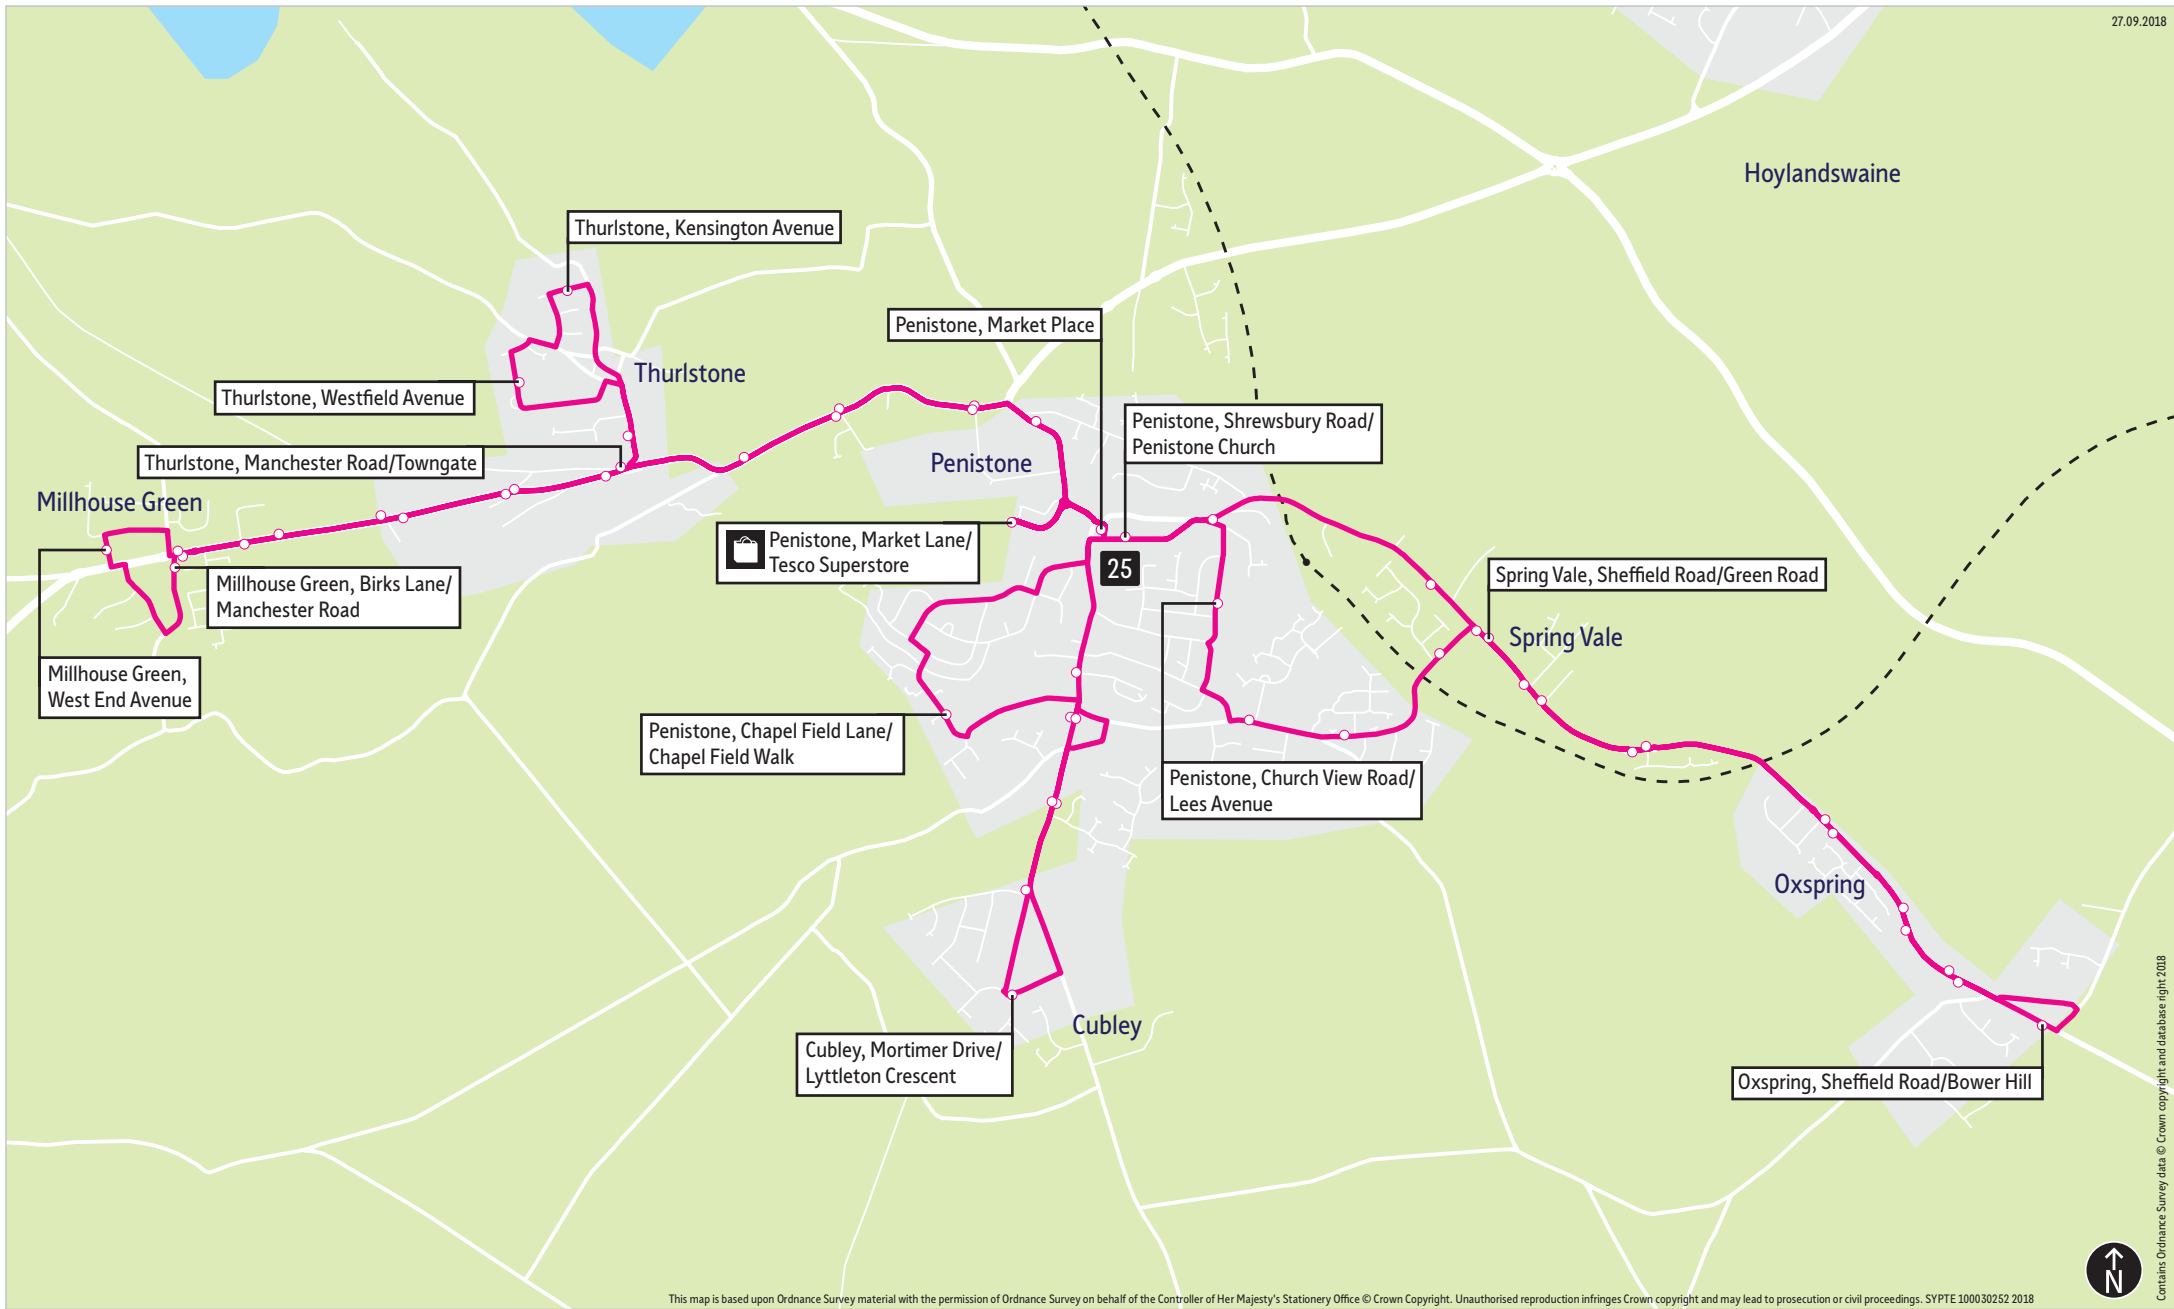 27.09.2018
Hoylandswaine
Thurlstone, Kensington Avenue
Penistone, Market Place
Thurlstone
Thurlstone, Westfield Avenue
Penistone, Shrewsbury Road/
Penistone Church
Thurlstone, Manchester Road/Towngate
Penistone
Millhouse Green
Penistone, Market Lane/
Tesco Superstore
25
Spring Vale, Sheffield Road/Green Road
Millhouse Green, Birks Lane/
Manchester Road
Spring Vale
Millhouse Green,
West End Avenue
Penistone, Chapel Field Lane/
Chapel Field Walk
Penistone, Church View Road/
Lees Avenue
Oxspring
Cubley
Cubley, Mortimer Drive/
Lyttleton Crescent
Oxspring, Sheffield Road/Bower Hill
N
Contains Ordnance Survey data © Crown copyright and database right 2018
This map is based upon Ordnance Survey material with the permission of Ordnance Survey on behalf of the Controller of Her Majesty's Stationery Office © Crown Copyright. Unauthorised reproduction infringes Crown copyright and may lead to prosecution or civil proceedings. SYPTE 100030252 2018